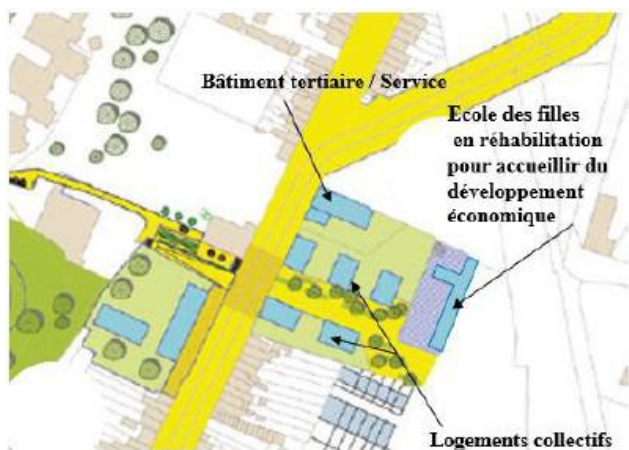 Bâtiment tertiaire / Service
Ecole des filles
en réhabilitation
pour accueillir du
développement
économique
Logements collectifs